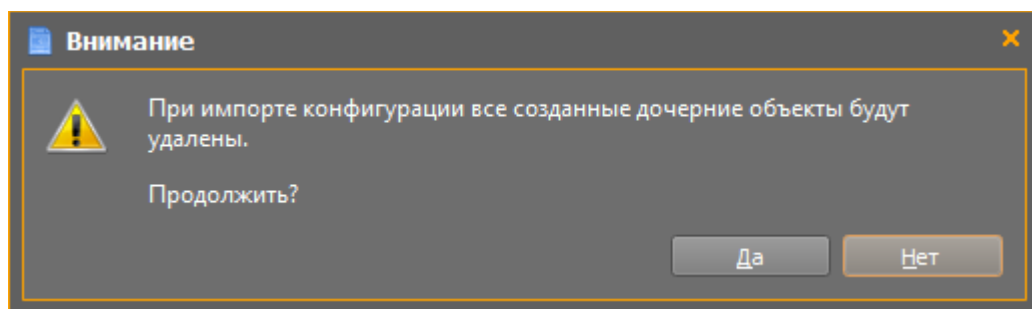 Внимание
При импорте конфигурации все созданные дочерние объекты будут
удалены.
Продолжить?
Да
Нет